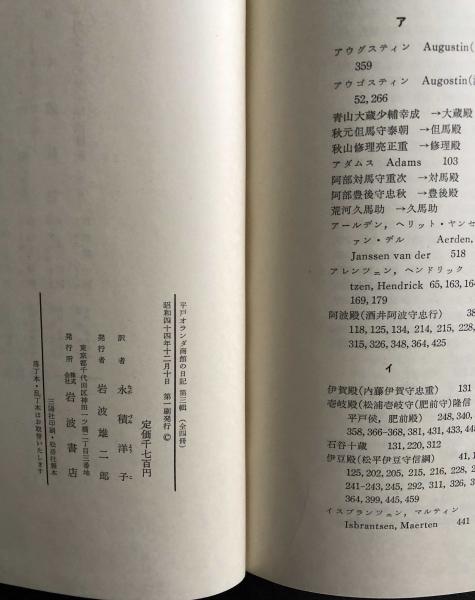 平戸オランダ商館の日記 第三輯 (全四輯)
昭和四十四年十二月十日 第一刷発行 ©
定価千七百円
訳者 永積洋子
発行者 岩波雄二郎
東京都千代田区神田一ツ橋二丁目三番地
発行所 株式会社 岩波書店
三陽社印刷・松岳社製本
落丁本・乱丁本はお取替いたします
ア
アウグスティン Augustin(
359
アウゴスティン Augostin(
52, 266
青山大蔵少輔幸成 →大蔵殿
秋元但馬守泰朝 →但馬殿
秋山修理亮正重 →修理殿
アダムス Adams 103
阿部対馬守重次 →対馬殿
阿部豊後守忠秋 →豊後殿
荒河久馬助 →久馬助
アールデン, ヘリット・ヤンセ
ァン・デル Aerden,
Janssen van der 518
アレンツェン, ヘンドリック
tzen, Hendrick 65, 163, 164
169, 179
阿波殿(酒井阿波守忠行) 38
118, 125, 134, 214, 215, 228,
315, 326, 348, 364, 425
イ
伊賀殿(内藤伊賀守忠重) 131
壱岐殿(松浦壱岐守(肥前守)隆信
平戸侯, 肥前殿) 248, 340,
358, 366-368, 381, 431, 433, 448
石谷十蔵 131, 220, 312
伊豆殿(松平伊豆守信綱) 41, 1
125, 202, 205, 215, 216, 228, 2
241-243, 245, 292, 311, 326, 3
364, 399, 445, 459
イスブランツェン, マルティン
Isbrantsen, Maerten 441